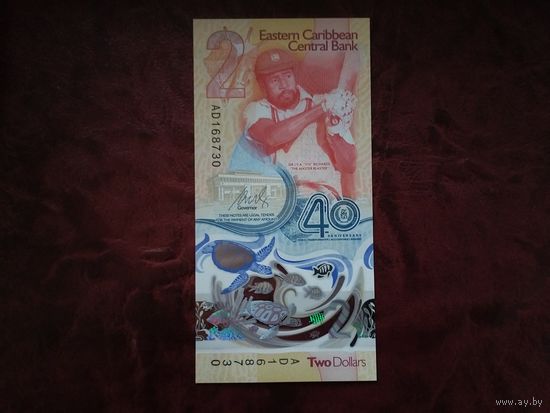 2
Eastern Caribbean
Central Bank
AD168730
SIR I V A "VIV" RICHARDS
"THE MASTER BLASTER"
Governor
THESE NOTES ARE LEGAL TENDER
FOR THE PAYMENT OF ANY AMOUNT
40
ANNIVERSARY
AD168730
Two Dollars
www.ay.by